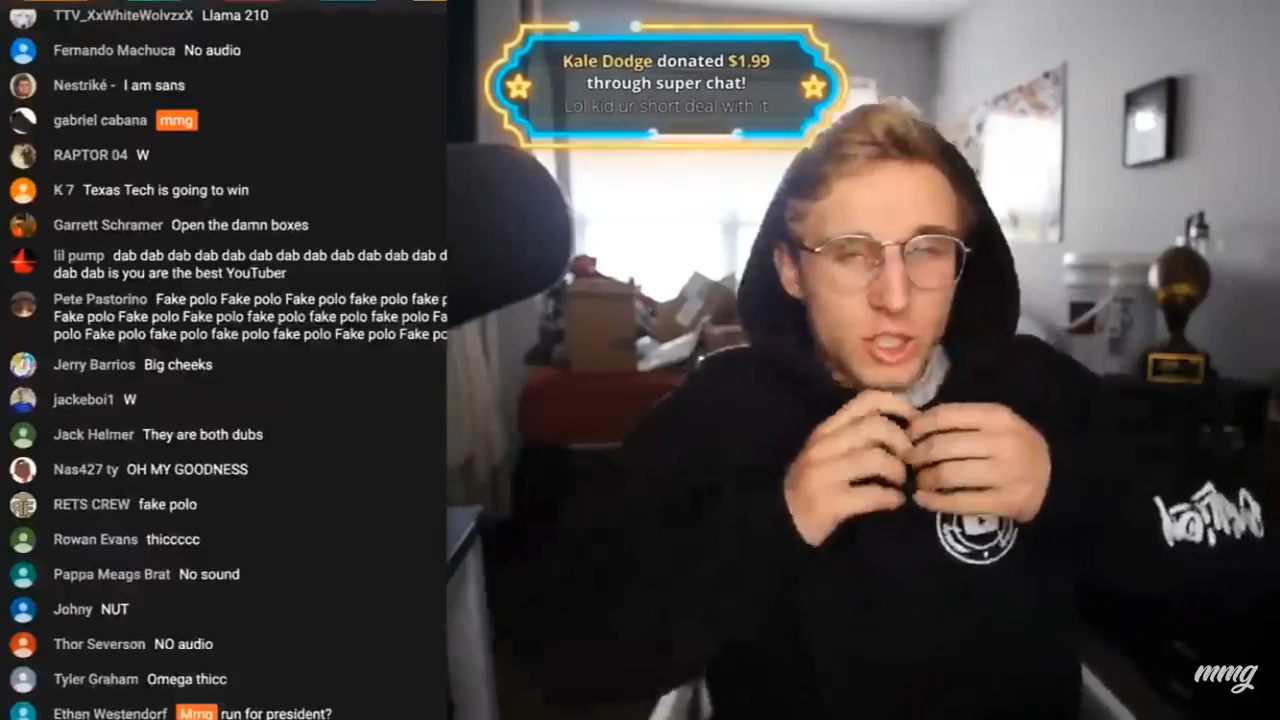 TTV_XxWhiteWolvzxX Llama 210
Fernando Machuca No audio
Nestriké - I am sans
gabriel cabana mmg
RAPTOR 04 W
K 7 Texas Tech is going to win
Garrett Schramer Open the damn boxes
lil pump dab dab dab dab dab dab dab dab dab dab dab dab d
dab dab is you are the best YouTuber
Pete Pastorino Fake polo Fake polo Fake polo fake polo fake p
Fake polo Fake polo Fake polo fake polo Fake polo Fake polo Fa
polo Fake polo fake polo fake polo fake polo Fake polo Fake po
Jerry Barrios Big cheeks
jackeboi1 W
Jack Helmer They are both dubs
Nas427 ty OH MY GOODNESS
RETS CREW fake polo
Rowan Evans thiccccc
Pappa Meags Brat No sound
Johny NUT
Thor Severson NO audio
Tyler Graham Omega thicc
Ethan Westendorf Mmg run for president?
Kale Dodge donated $1.99
through super chat!
Lol kid ur short deal with it
mmg